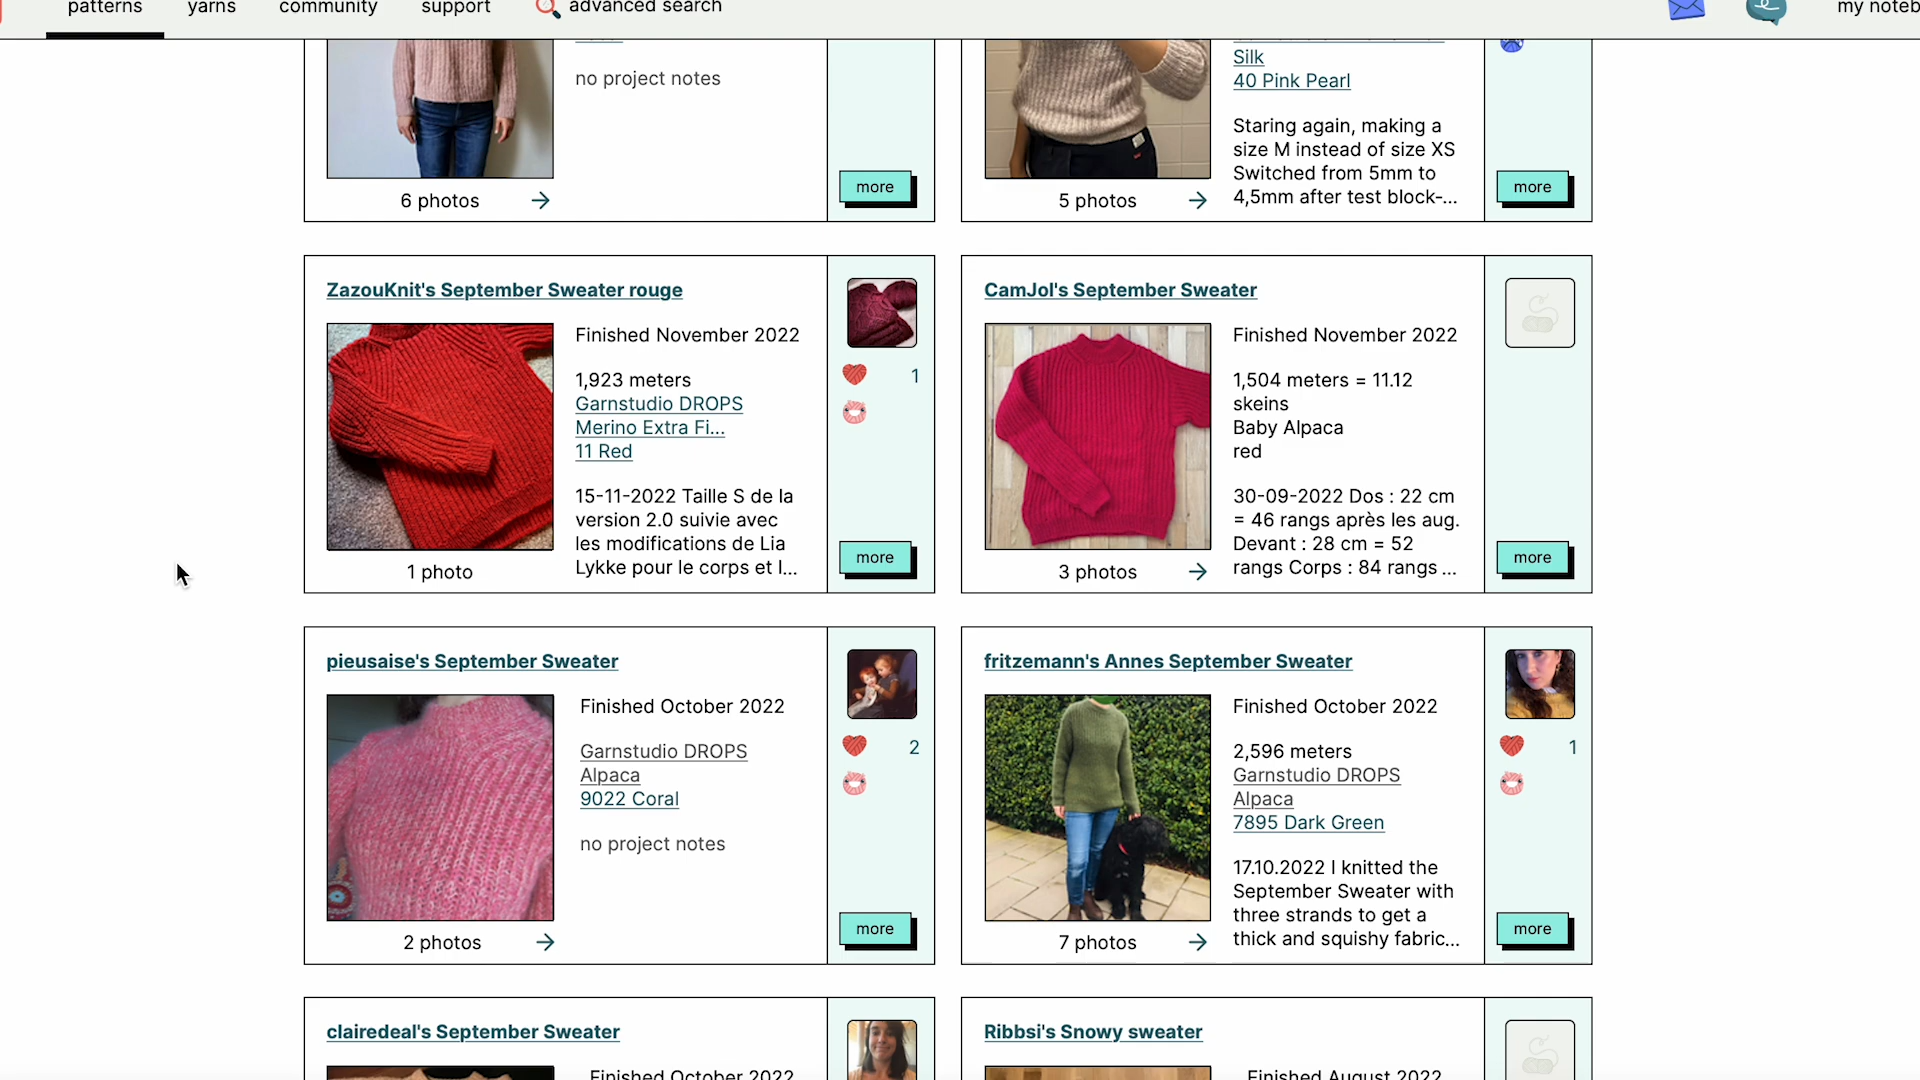 patterns
yarns
community
support
advanced search
my noteb
no project notes
6 photos
more
Silk
40 Pink Pearl
Staring again, making a
size M instead of size XS
Switched from 5mm to
4,5mm after test block-...
5 photos
more
ZazouKnit's September Sweater rouge
Finished November 2022
1,923 meters
Garnstudio DROPS
Merino Extra Fi...
11 Red
15-11-2022 Taille S de la
version 2.0 suivie avec
les modifications de Lia
Lykke pour le corps et l...
1 photo
1
more
CamJol's September Sweater
Finished November 2022
1,504 meters = 11.12
skeins
Baby Alpaca
red
30-09-2022 Dos : 22 cm
= 46 rangs après les aug.
Devant : 28 cm = 52
rangs Corps : 84 rangs ...
3 photos
more
pieusaise's September Sweater
Finished October 2022
Garnstudio DROPS
Alpaca
9022 Coral
no project notes
2 photos
2
more
fritzemann's Annes September Sweater
Finished October 2022
2,596 meters
Garnstudio DROPS
Alpaca
7895 Dark Green
17.10.2022 I knitted the
September Sweater with
three strands to get a
thick and squishy fabric...
7 photos
1
more
clairedeal's September Sweater
Finished October 2022
Ribbsi's Snowy sweater
Finished August 2022